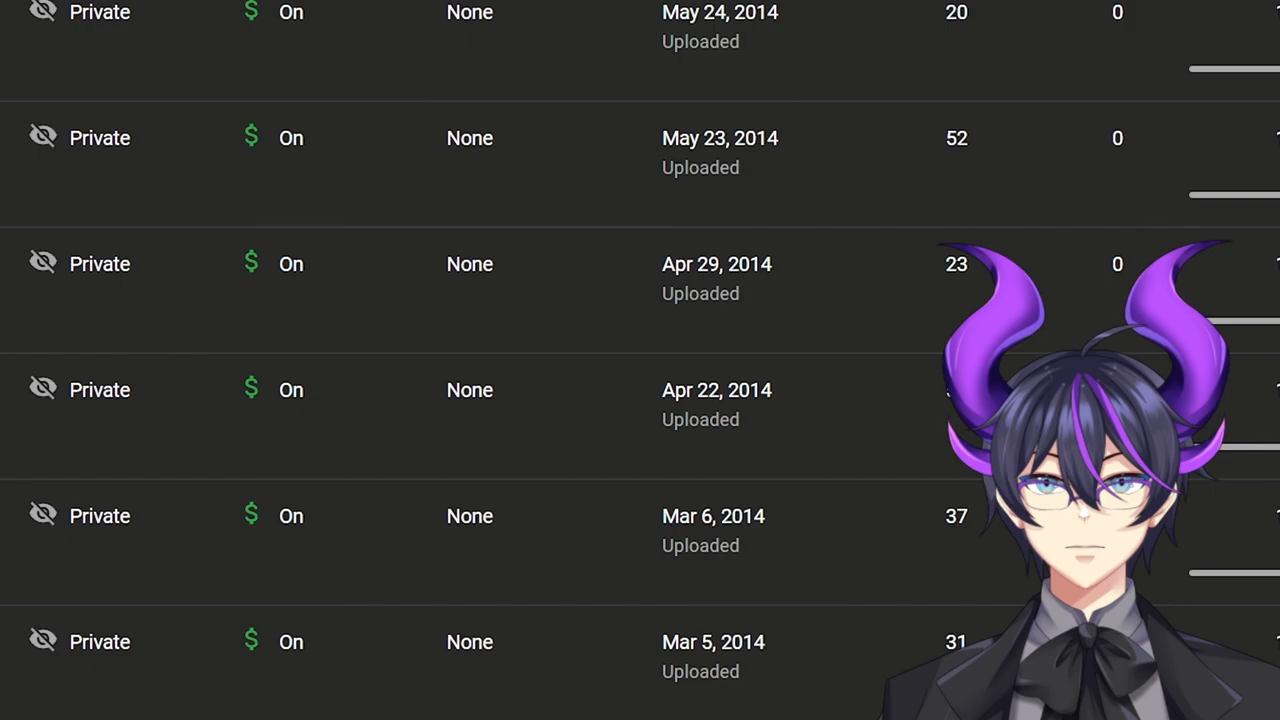 Private $ On None May 24, 2014 20 0
Uploaded
Private $ On None May 23, 2014 52 0
Uploaded
Private $ On None Apr 29, 2014 23 0
Uploaded
Private $ On None Apr 22, 2014
Uploaded
Private $ On None Mar 6, 2014 37
Uploaded
Private $ On None Mar 5, 2014 31
Uploaded